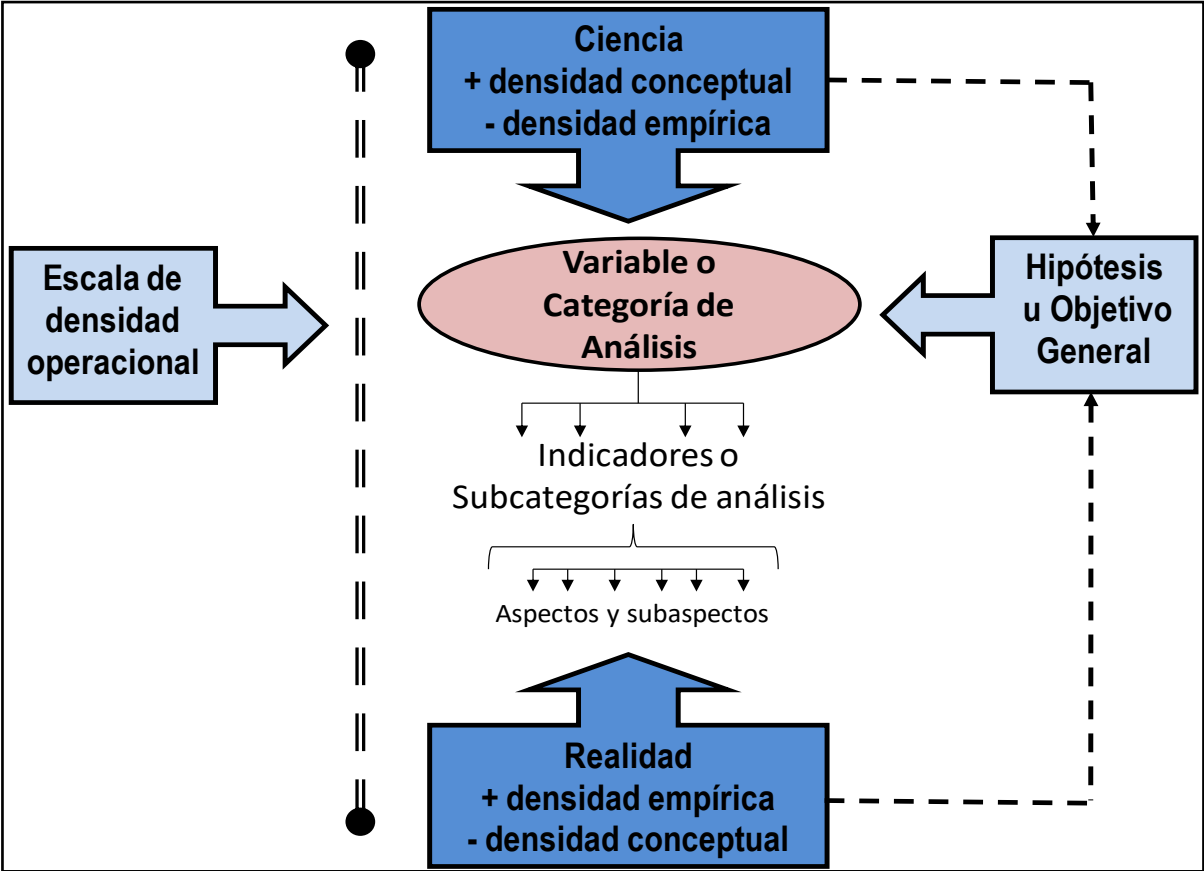 Ciencia
+ densidad conceptual
- densidad empírica
Escala de
densidad
operacional
Variable o
Categoría de
Análisis
Hipótesis
u Objetivo
General
Indicadores o
Subcategorías de análisis
Aspectos y subaspectos
Realidad
+ densidad empírica
- densidad conceptual